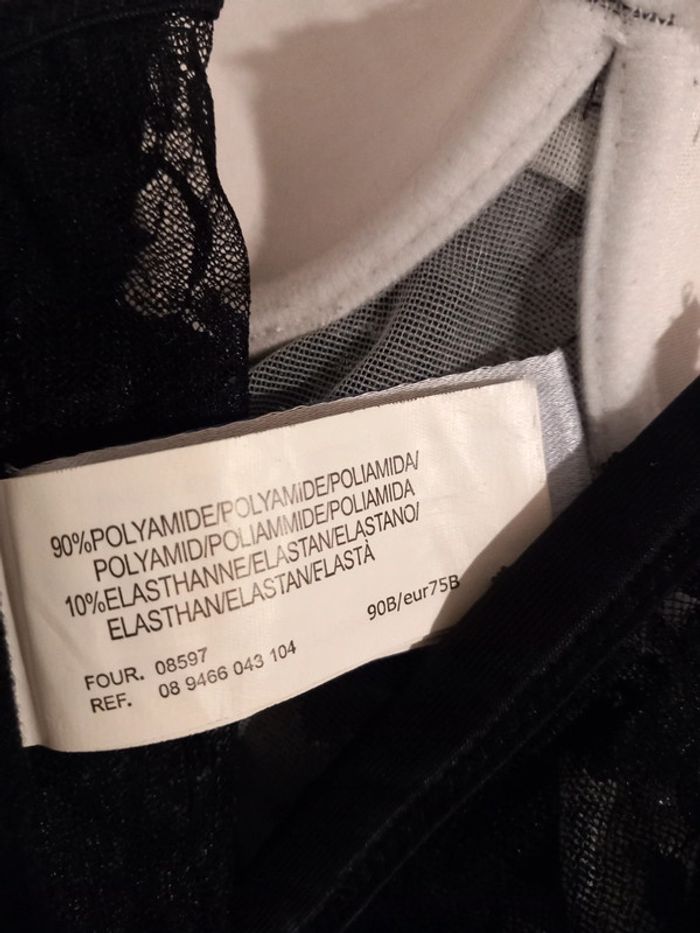 90%POLYAMIDE/POLYAMiDE/POLIAMIDA/
POLYAMID/POLIAMMIDE/POLIAMIDA
10%ELASTHANNE/ELASTAN/ELASTANO/
ELASTHAN/ELASTAN/ELASTÀ
90B/eur75B
FOUR. 08597
REF. 08 9466 043 104